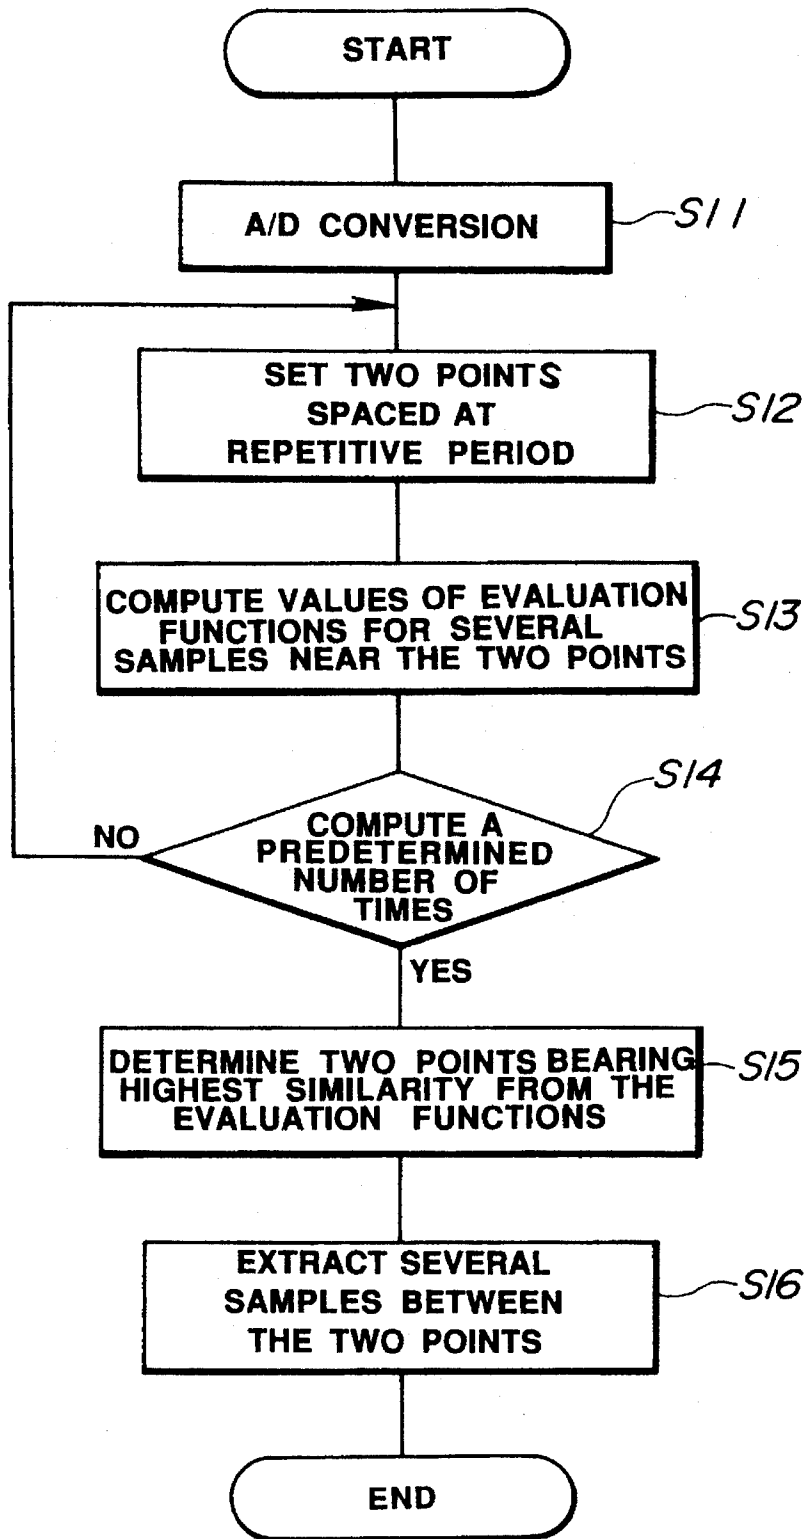 START
A/D CONVERSION
S11
SET TWO POINTS
SPACED AT
REPETITIVE PERIOD
S12
COMPUTE VALUES OF EVALUATION
FUNCTIONS FOR SEVERAL
SAMPLES NEAR THE TWO POINTS
S13
S14
COMPUTE A
PREDETERMINED
NUMBER OF
TIMES
NO
YES
DETERMINE TWO POINTS BEARING
HIGHEST SIMILARITY FROM THE
EVALUATION FUNCTIONS
S15
EXTRACT SEVERAL
SAMPLES BETWEEN
THE TWO POINTS
S16
END